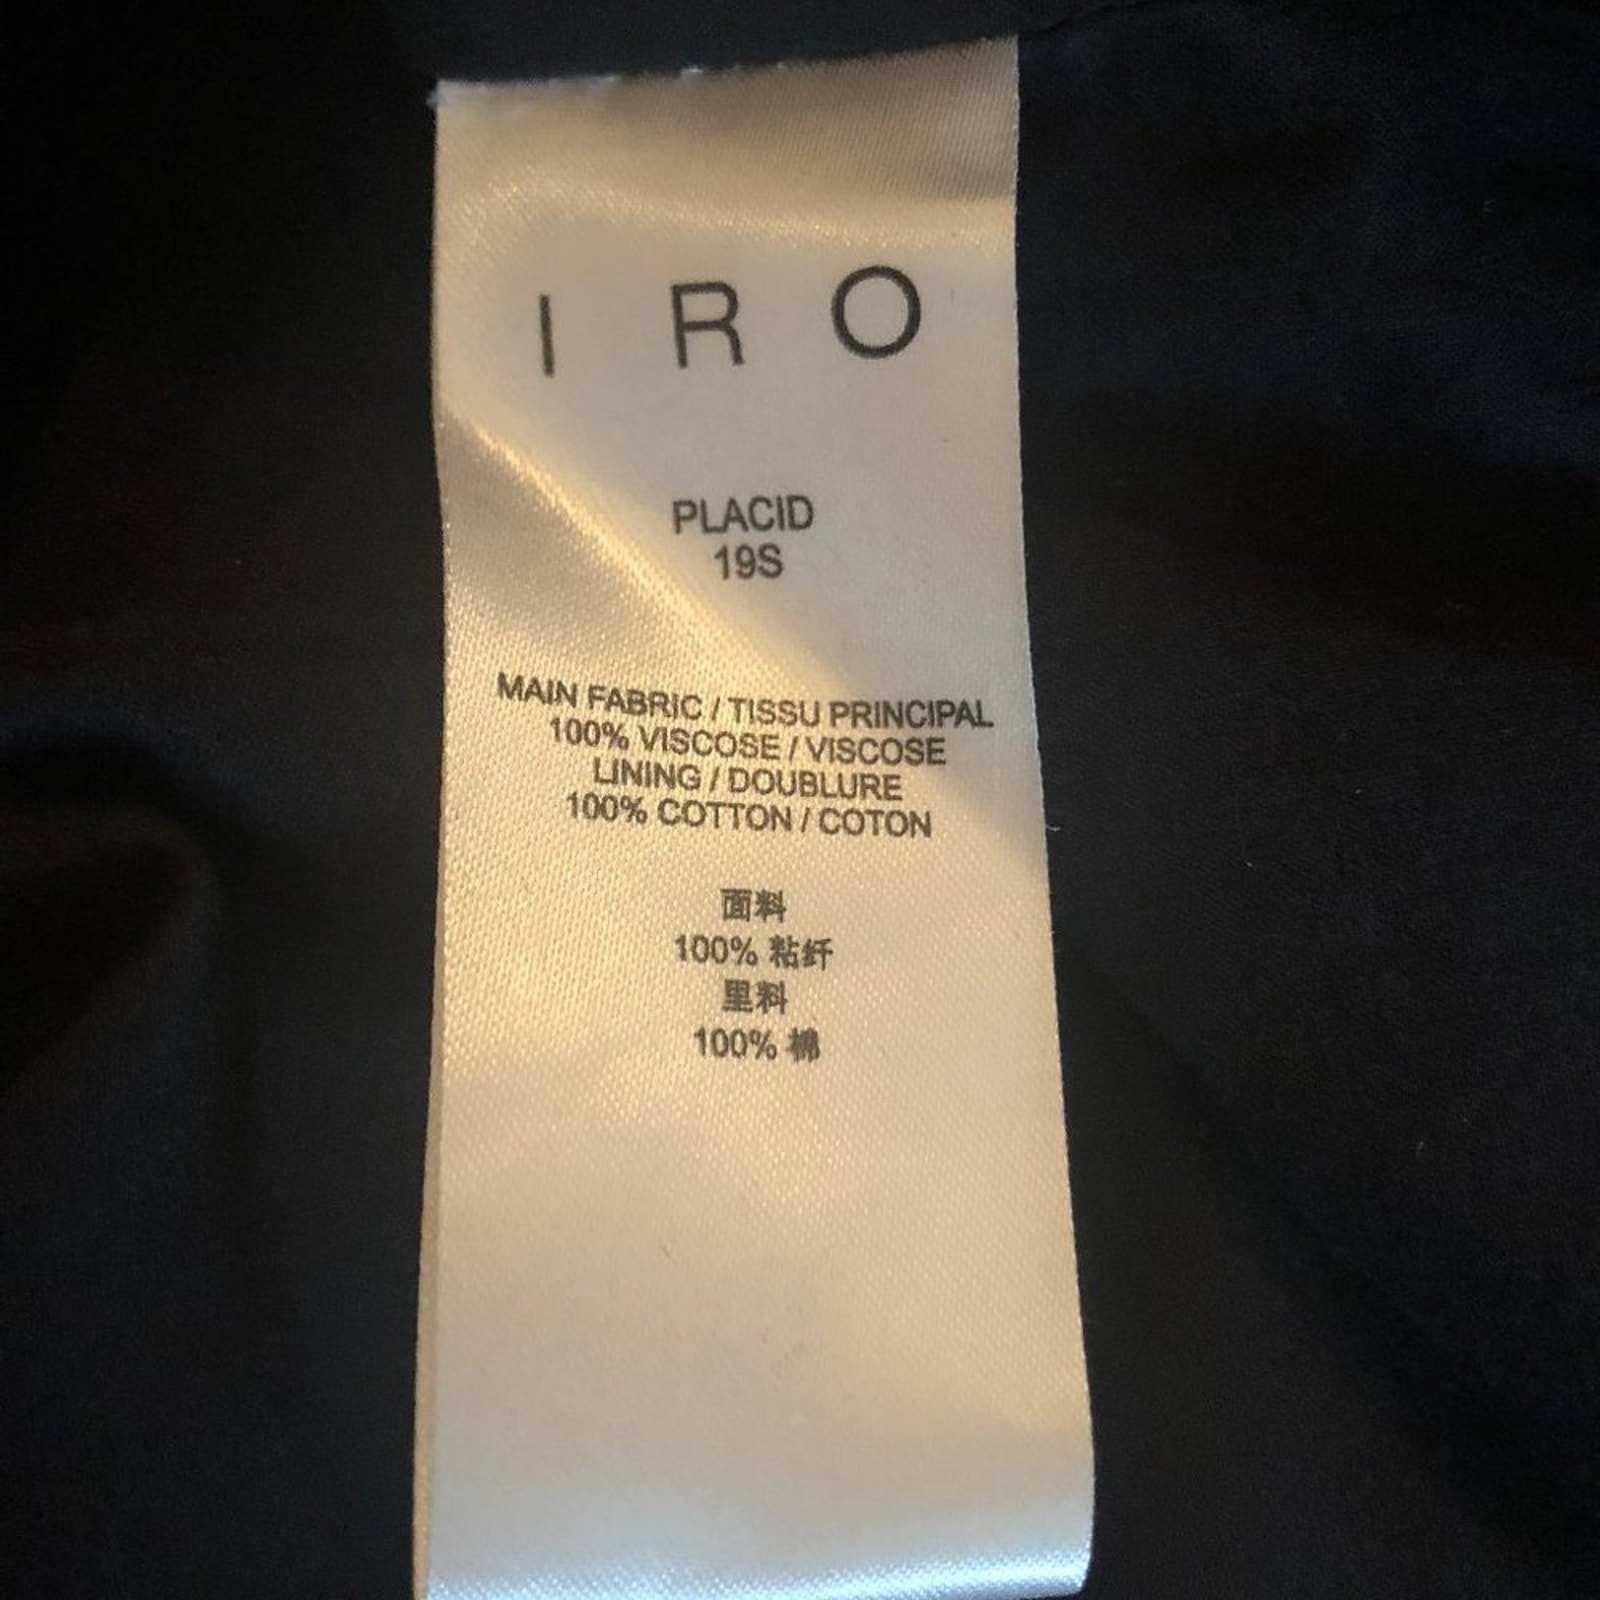 I R O
PLACID
19S
MAIN FABRIC / TISSU PRINCIPAL
100% VISCOSE / VISCOSE
LINING / DOUBLURE
100% COTTON / COTON
面料
100% 粘纤
里料
100% 棉